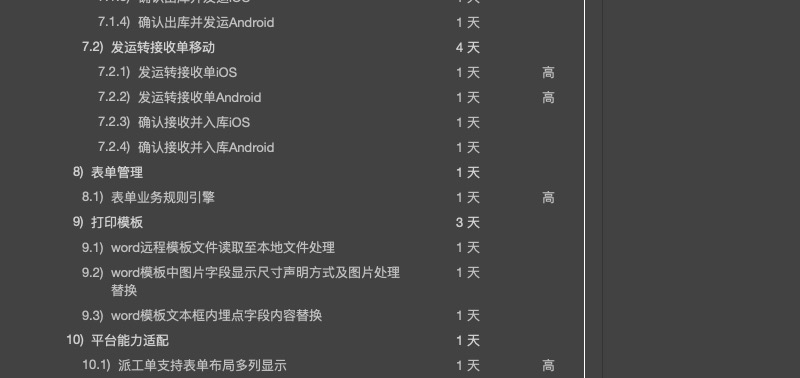 7.1.4) 确认出库并发运Android 1 天
7.2) 发运转接收单移动 4 天
7.2.1) 发运转接收单iOS 1 天 高
7.2.2) 发运转接收单Android 1 天 高
7.2.3) 确认接收并入库iOS 1 天
7.2.4) 确认接收并入库Android 1 天
8) 表单管理 1 天
8.1) 表单业务规则引擎 1 天 高
9) 打印模板 3 天
9.1) word远程模板文件读取至本地文件处理 1 天
9.2) word模板中图片字段显示尺寸声明方式及图片处理 1 天
替换
9.3) word模板文本框内埋点字段内容替换 1 天
10) 平台能力适配 1 天
10.1) 派工单支持表单布局多列显示 1 天 高